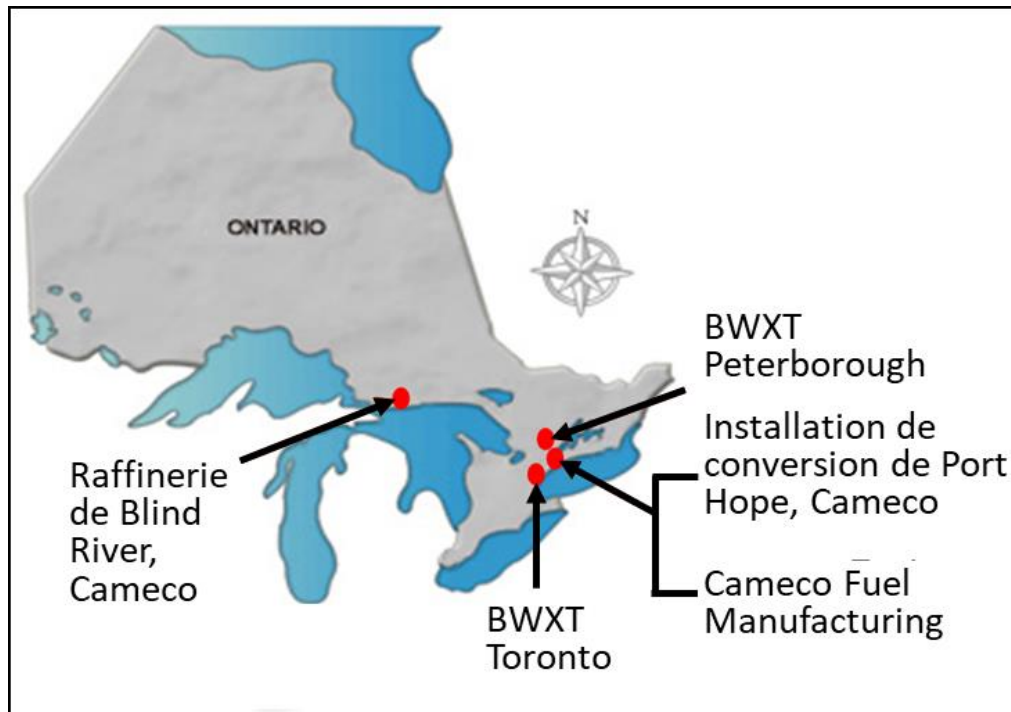 N
ONTARIO
BWXT
Peterborough
Installation de
conversion de Port
Hope, Cameco
Cameco Fuel
Manufacturing
Raffinerie
de Blind
River,
Cameco
BWXT
Toronto